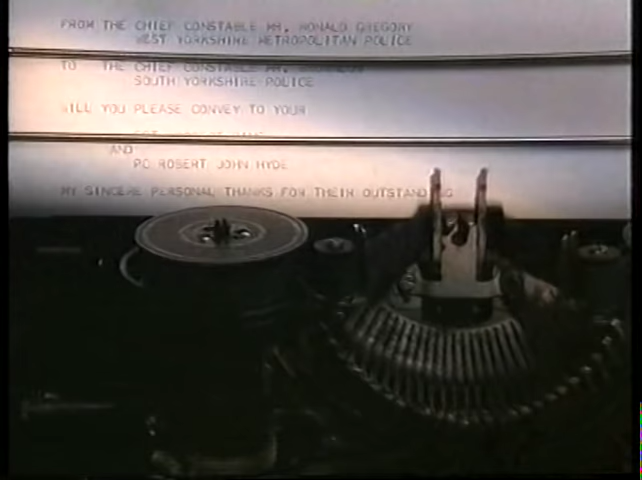 FROM THE CHIEF CONSTABLE MR. RONALD GREGORY
WEST YORKSHIRE METROPOLITAN POLICE
TO THE CHIEF CONSTABLE MR.
SOUTH YORKSHIRE POLICE
WILL YOU PLEASE CONVEY TO YOUR
AND
PC ROBERT JOHN HYDE
MY SINCERE PERSONAL THANKS FOR THEIR